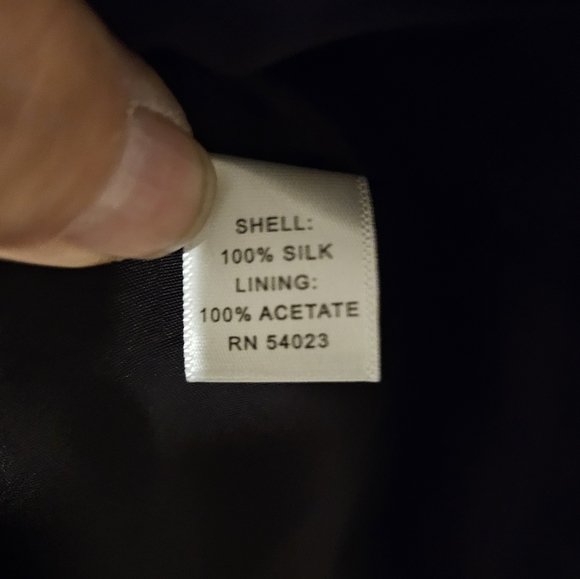 SHELL:
100% SILK
LINING:
100% ACETATE
RN 54023